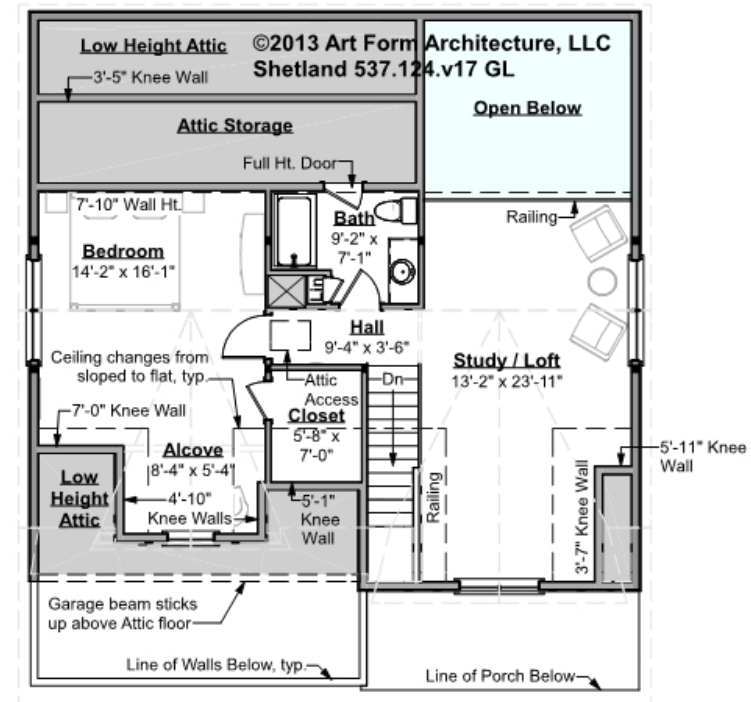 Low Height Attic
©2013 Art Form Architecture, LLC
Shetland 537.124.v17 GL
3'-5" Knee Wall
Attic Storage
Open Below
Full Ht. Door
7'-10" Wall Ht.
Bath
9'-2" x
7'-1"
Railing
Bedroom
14'-2" x 16'-1"
Hall
9'-4" x 3'-6"
Ceiling changes from
sloped to flat, typ.
Study / Loft
13'-2" x 23'-11"
Attic
Access
Dn
7'-0" Knee Wall
Closet
5'-8" x
7'-0"
Alcove
8'-4" x 5'-4"
5'-11" Knee
Wall
Low
Height
Attic
4'-10"
Knee Walls
5'-1"
Knee
Wall
Railing
3'-7" Knee Wall
Garage beam sticks
up above Attic floor
Line of Walls Below, typ.
Line of Porch Below